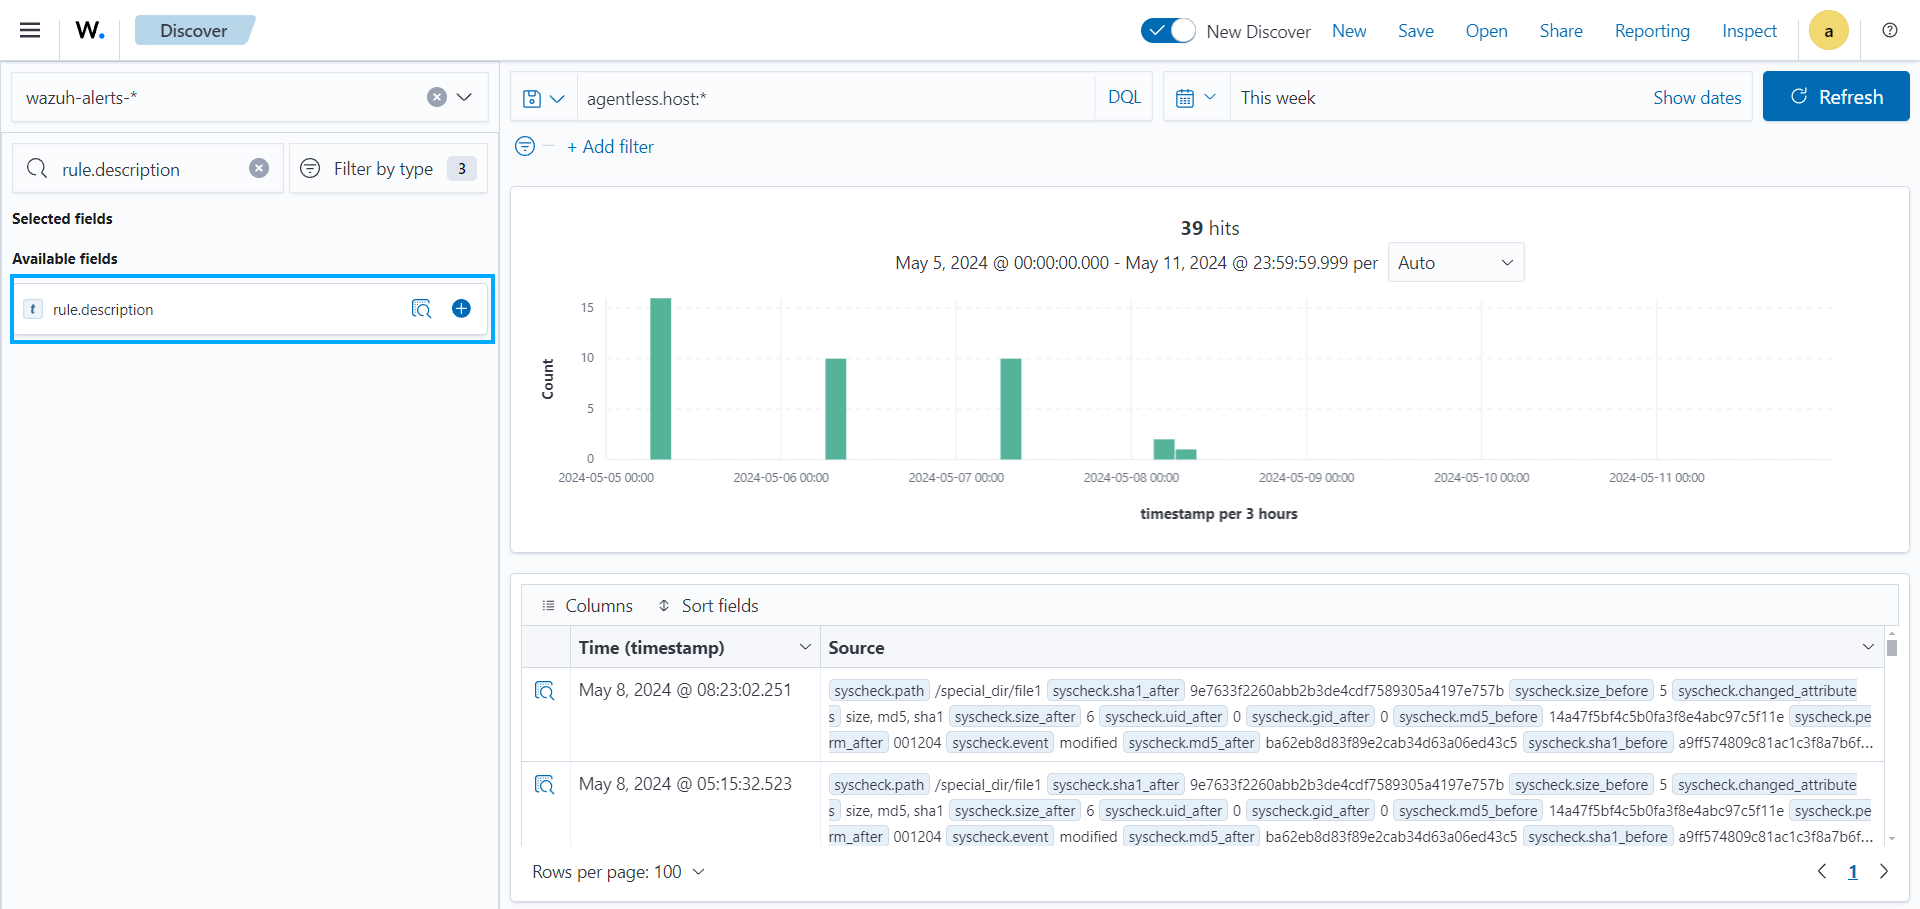 W.
Discover
New Discover
New
Save
Open
Share
Reporting
Inspect
a
wazuh-alerts-*
agentless.host:*
DQL
This week
Show dates
Refresh
+ Add filter
rule.description
Filter by type
3
Selected fields
Available fields
t
rule.description
39 hits
May 5, 2024 @ 00:00:00.000 - May 11, 2024 @ 23:59:59.999 per
Auto
Count
15
10
5
0
2024-05-05 00:00
2024-05-06 00:00
2024-05-07 00:00
2024-05-08 00:00
2024-05-09 00:00
2024-05-10 00:00
2024-05-11 00:00
timestamp per 3 hours
Columns
Sort fields
Time (timestamp)
Source
May 8, 2024 @ 08:23:02.251
syscheck.path /special_dir/file1 syscheck.sha1_after 9e7633f2260abb2b3de4cdf7589305a4197e757b syscheck.size_before 5 syscheck.changed_attribute
s size, md5, sha1 syscheck.size_after 6 syscheck.uid_after 0 syscheck.gid_after 0 syscheck.md5_before 14a47f5bf4c5b0fa3f8e4abc97c5f11e syscheck.pe
rm_after 001204 syscheck.event modified syscheck.md5_after ba62eb8d83f89e2cab34d63a06ed43c5 syscheck.sha1_before a9ff574809c81ac1c3f8a7b6f...
May 8, 2024 @ 05:15:32.523
syscheck.path /special_dir/file1 syscheck.sha1_after 9e7633f2260abb2b3de4cdf7589305a4197e757b syscheck.size_before 5 syscheck.changed_attribute
s size, md5, sha1 syscheck.size_after 6 syscheck.uid_after 0 syscheck.gid_after 0 syscheck.md5_before 14a47f5bf4c5b0fa3f8e4abc97c5f11e syscheck.pe
rm_after 001204 syscheck.event modified syscheck.md5_after ba62eb8d83f89e2cab34d63a06ed43c5 syscheck.sha1_before a9ff574809c81ac1c3f8a7b6f...
Rows per page: 100
1